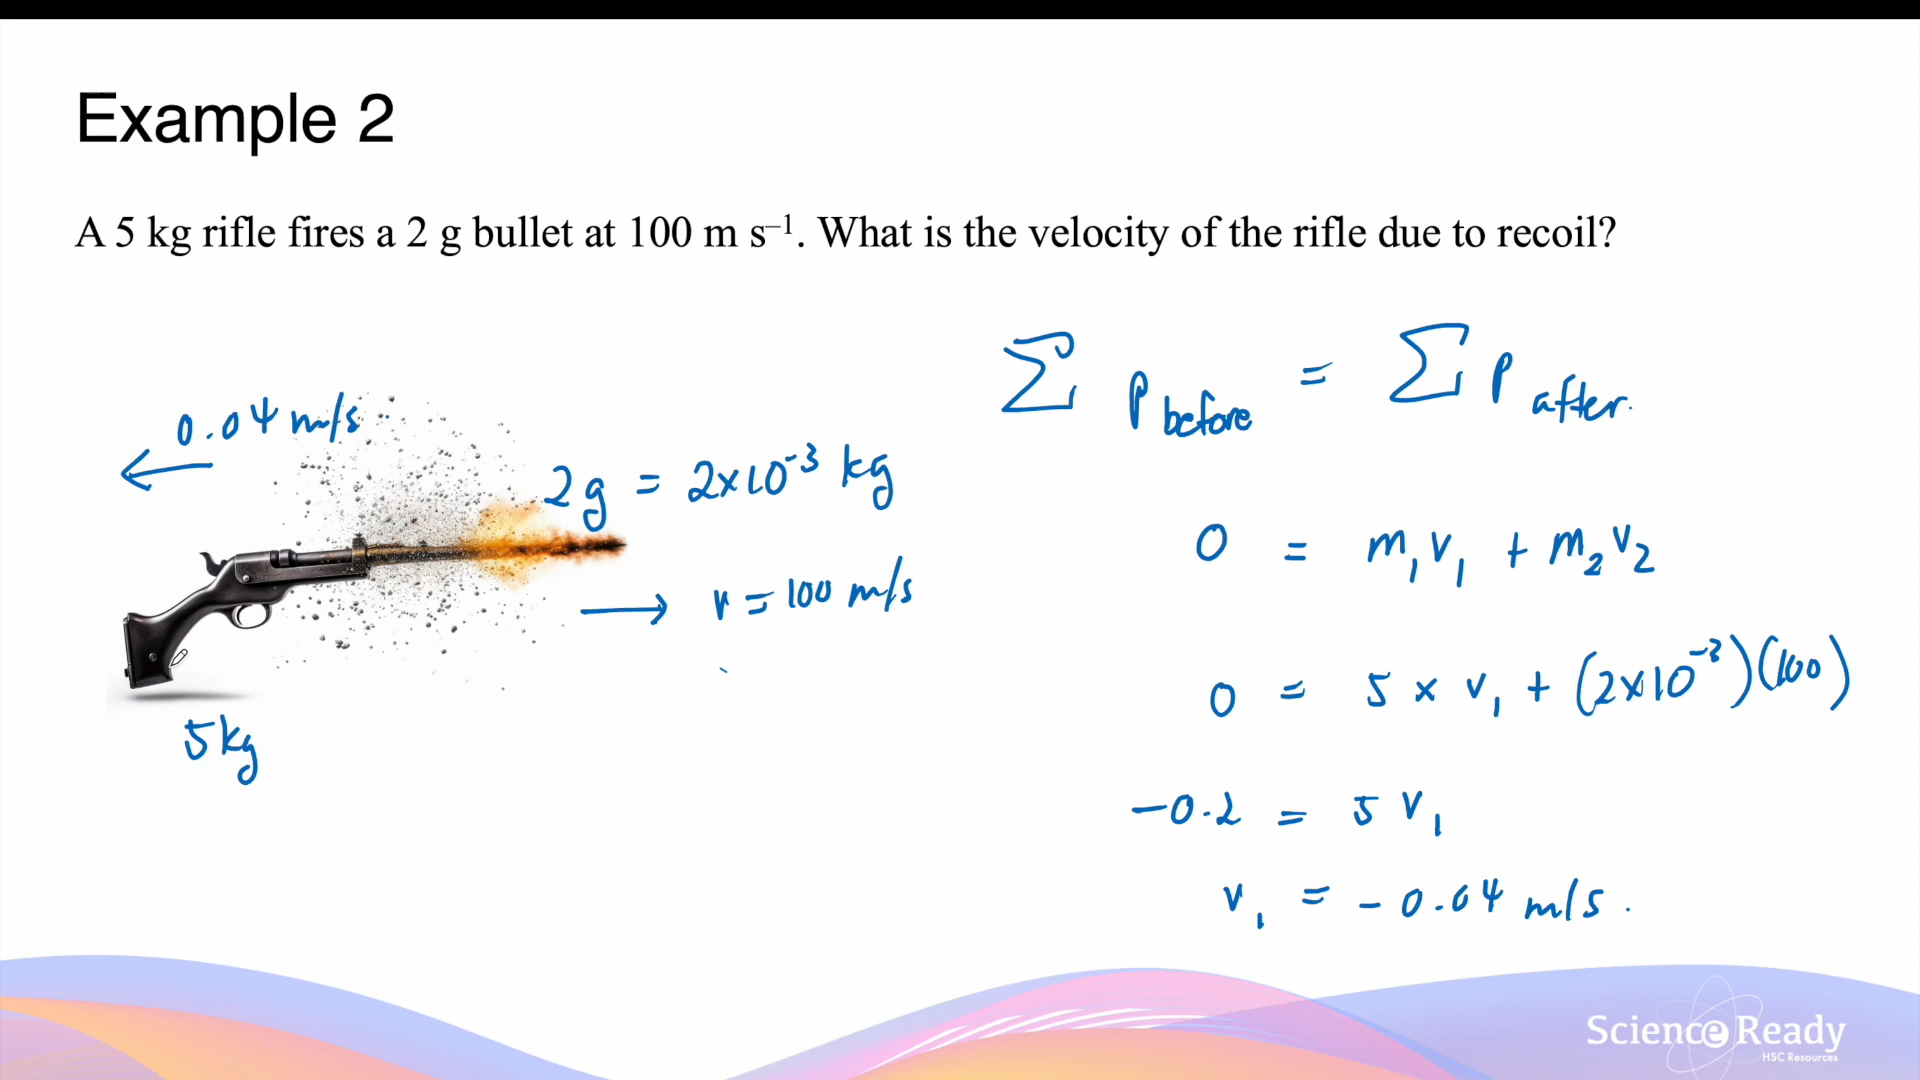 Example 2
A 5 kg rifle fires a 2 g bullet at 100 m s⁻¹. What is the velocity of the rifle due to recoil?
0.04 m/s
2g = 2×10⁻³ kg
v = 100 m/s
5kg
Σ P before = Σ P after.
0 = m₁v₁ + m₂v₂
0 = 5 × v₁ + (2×10⁻³)(100)
−0.2 = 5 v₁
v₁ = −0.04 m/s.
Science Ready
HSC Resources